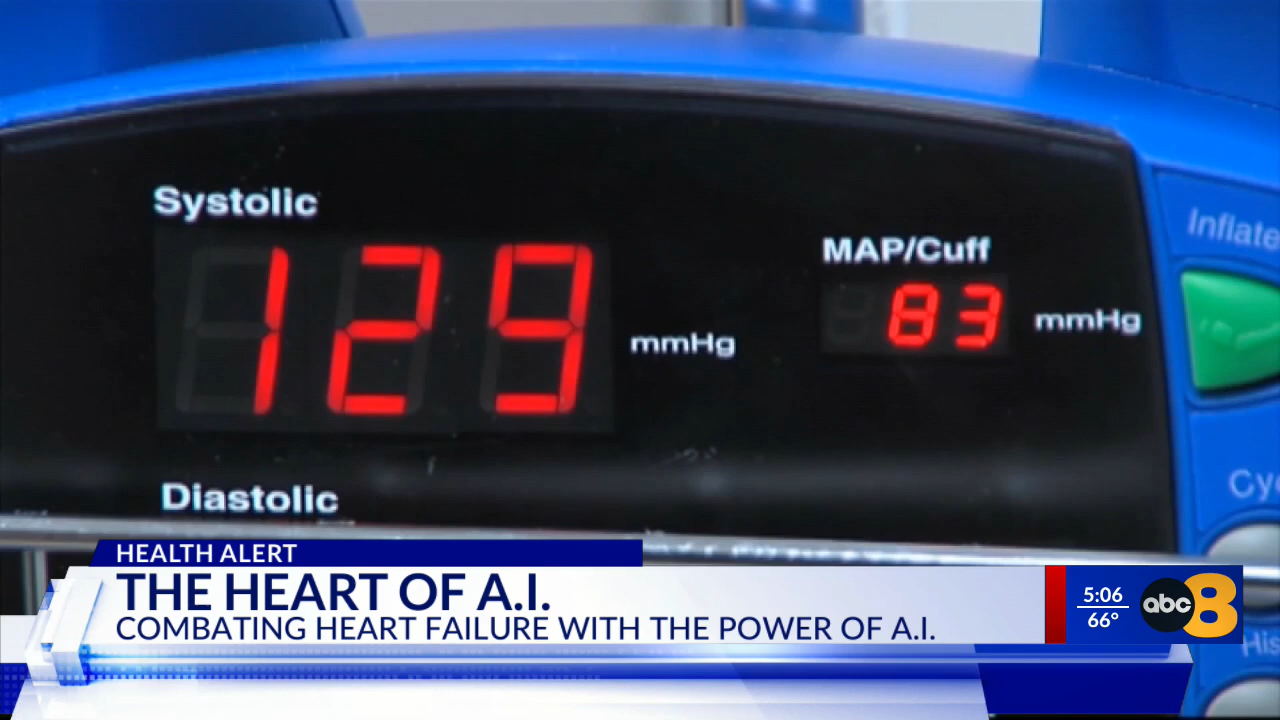 Systolic
129
mmHg
MAP/Cuff
83
mmHg
Inflate
Diastolic
HEALTH ALERT
THE HEART OF A.I.
COMBATING HEART FAILURE WITH THE POWER OF A.I.
5:06
66°
abc 8